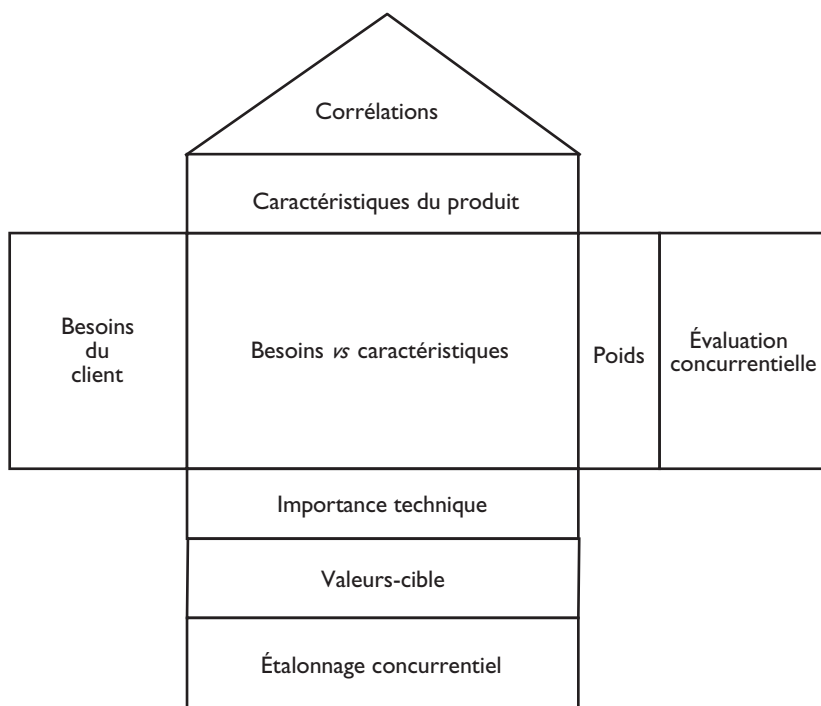 Corrélations
Caractéristiques du produit
Besoins
du
client
Besoins vs caractéristiques
Poids
Évaluation
concurrentielle
Importance technique
Valeurs-cible
Étalonnage concurrentiel